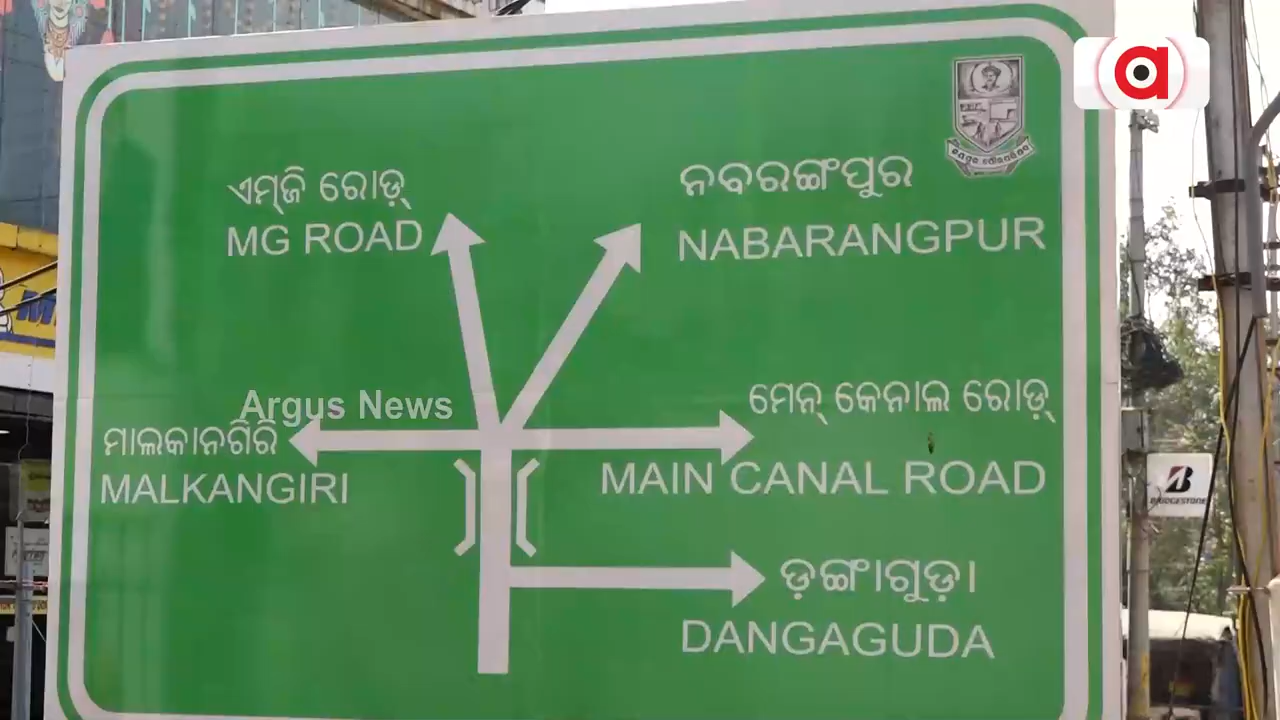 ଏମ୍‌ଜି ରୋଡ଼୍
MG ROAD
ନବରଙ୍ଗପୁର
NABARANGPUR
Argus News
ମାଲକାନଗିରି
MALKANGIRI
ମେନ୍ କେନାଲ ରୋଡ଼୍
MAIN CANAL ROAD
ଡ଼ଙ୍ଗାଗୁଡ଼ା
DANGAGUDA
BRIDGESTONE